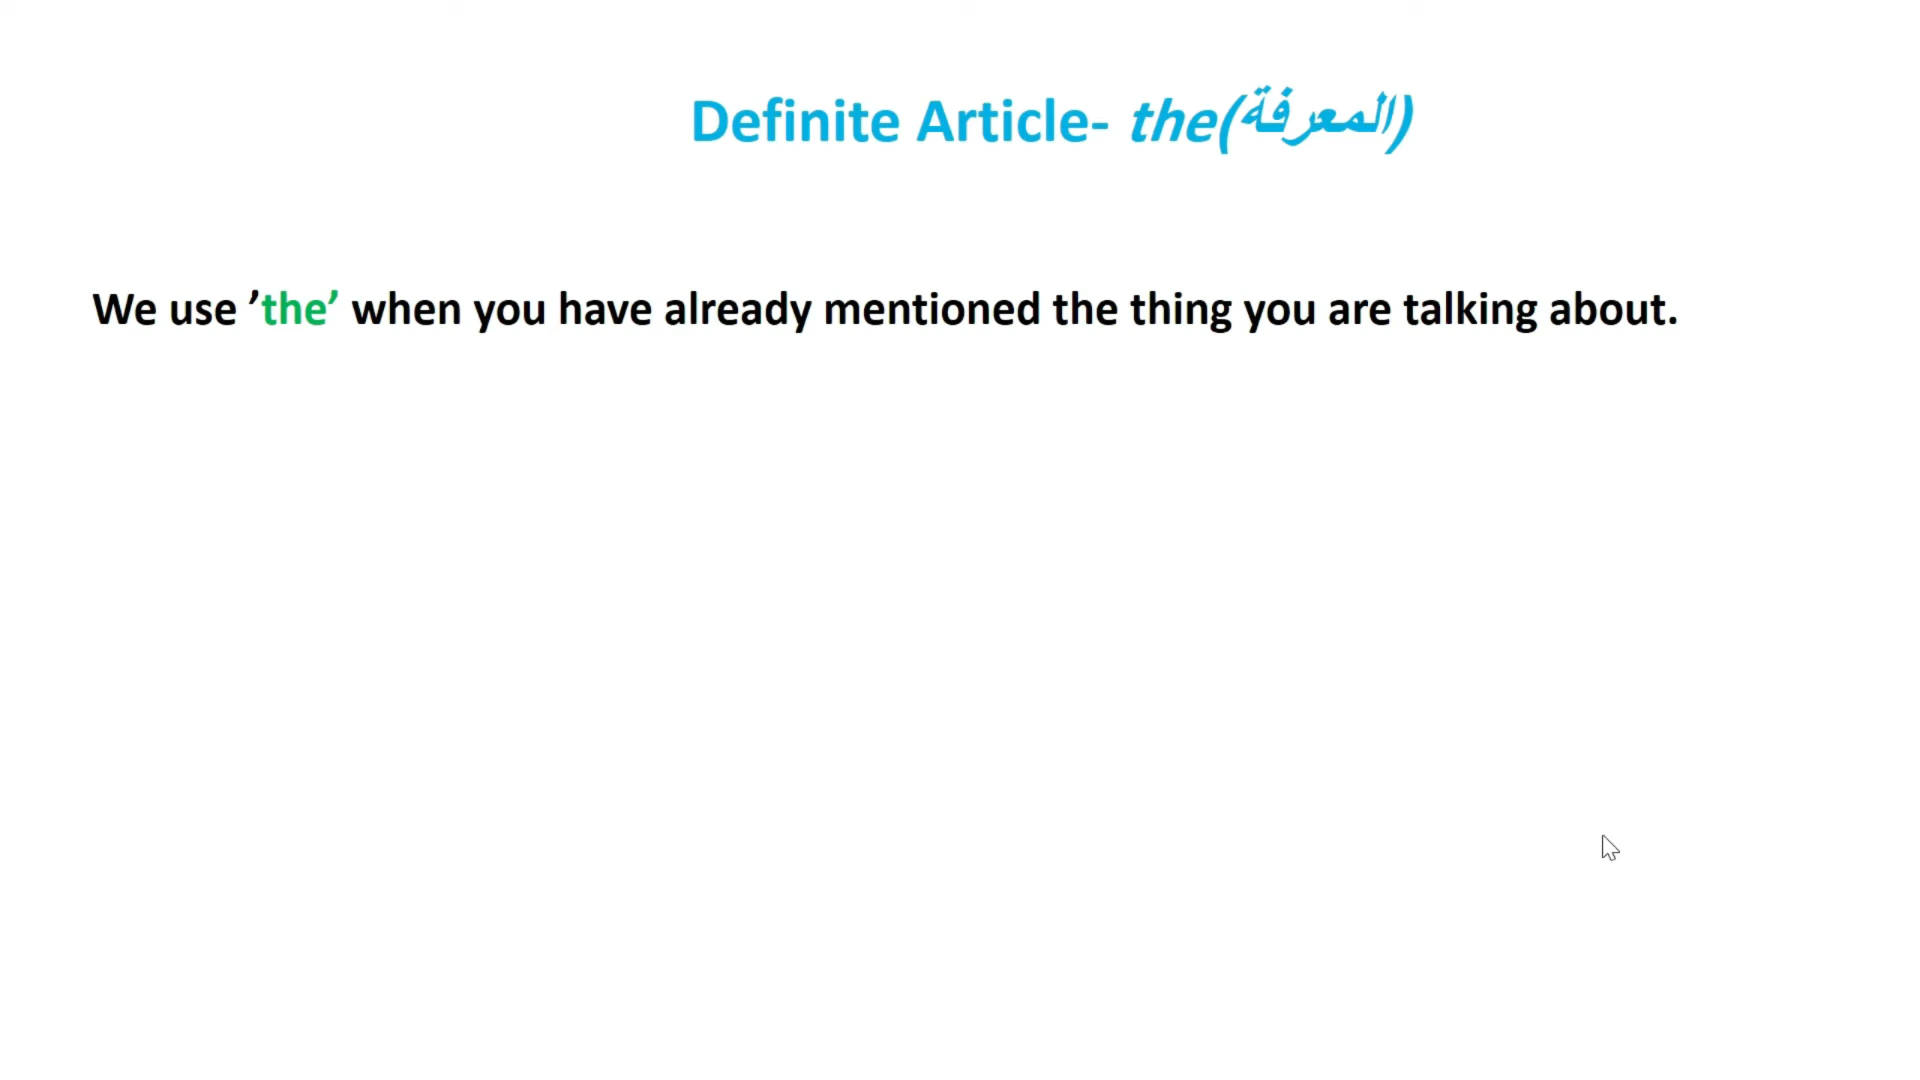 Definite Article- the(المعرفة)
We use ’the’ when you have already mentioned the thing you are talking about.